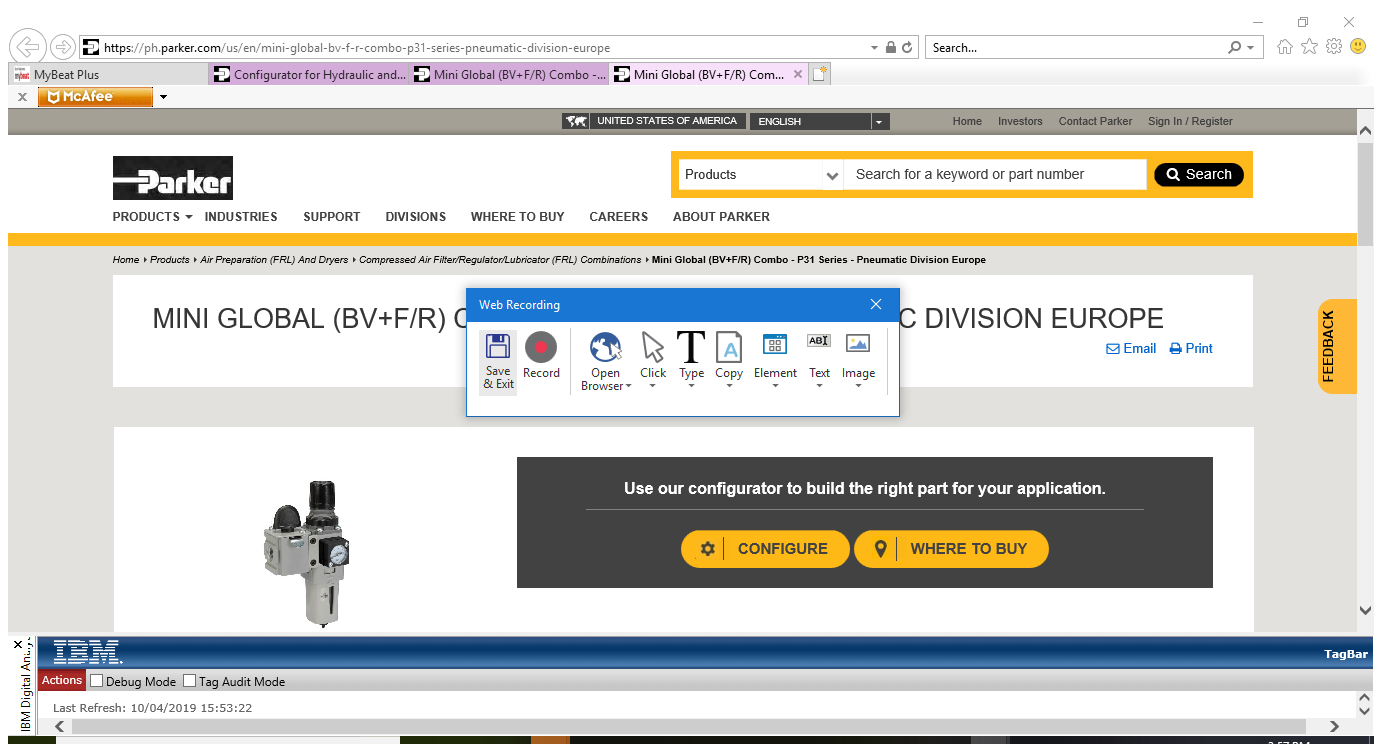 https://ph.parker.com/us/en/mini-global-bv-f-r-combo-p31-series-pneumatic-division-europe
Search...
MyBeat Plus
Configurator for Hydraulic and...
Mini Global (BV+F/R) Combo -...
Mini Global (BV+F/R) Com...
x McAfee
UNITED STATES OF AMERICA ENGLISH Home Investors Contact Parker Sign In / Register
Parker
Products Search for a keyword or part number Search
PRODUCTS INDUSTRIES SUPPORT DIVISIONS WHERE TO BUY CAREERS ABOUT PARKER
Home Products Air Preparation (FRL) And Dryers Compressed Air Filter/Regulator/Lubricator (FRL) Combinations Mini Global (BV+F/R) Combo - P31 Series - Pneumatic Division Europe
MINI GLOBAL (BV+F/R) C
C DIVISION EUROPE
Email Print
FEEDBACK
Web Recording
Save & Exit
Record
Open Browser
Click
Type
Copy
Element
ABI
Text
Image
Use our configurator to build the right part for your application.
CONFIGURE WHERE TO BUY
IBM.
TagBar
IBM Digital Analy
Actions Debug Mode Tag Audit Mode
Last Refresh: 10/04/2019 15:53:22